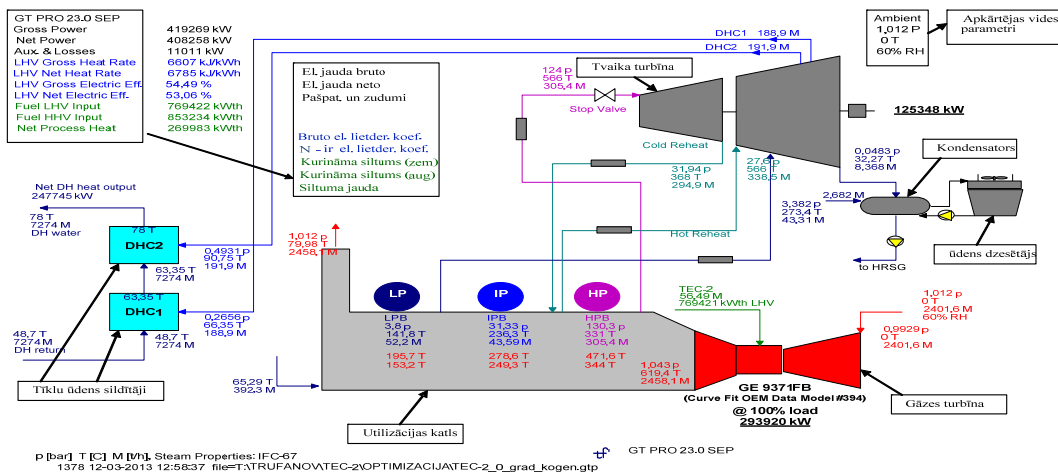 GT PRO 23.0 SEP
Gross Power 419269 kW
Net Power 408258 kW
Aux. & Losses 11011 kW
LHV Gross Heat Rate 6607 kJ/kWh
LHV Net Heat Rate 6785 kJ/kWh
LHV Gross Electric Eff. 54,49 %
LHV Net Electric Eff. 53,06 %
Fuel LHV Input 769422 kWth
Fuel HHV Input 853234 kWth
Net Process Heat 269983 kWth
El. jauda bruto
El. jauda neto
Pašpat. un zudumi
Bruto el. lietder. koef.
N - ir el. lietder. koef.
Kurināma siltums (zem)
Kurināma siltums (aug)
Siltuma jauda
DHC1 188,9 M
DHC2 191,9 M
Ambient
1,012 P
0 T
60% RH
Apkārtējas vides
parametri
Tvaika turbīna
124 p
566 T
305,4 M
Stop Valve
Cold Reheat
31,94 p
368 T
294,9 M
27,6 p
566 T
338,5 M
Hot Reheat
125348 kW
0,0483 p
32,27 T
8,368 M
Kondensators
2,682 M
3,382 p
273,4 T
43,31 M
to HRSG
ūdens dzesētājs
Net DH heat output
247745 kW
78 T
7274 M
DH water
78 T
DHC2
0,4931 p
90,75 T
191,9 M
63,35 T
7274 M
63,35 T
DHC1
0,2656 p
66,35 T
188,9 M
48,7 T
7274 M
DH return
48,7 T
7274 M
Tīklu ūdens sildītāji
1,012 p
79,98 T
2458,1 M
LP
LPB
3,8 p
141,8 T
52,2 M
195,7 T
153,2 T
IP
IPB
31,33 p
236,3 T
43,59 M
278,6 T
249,3 T
HP
HPB
130,3 p
331 T
305,4 M
471,6 T
344 T
1,043 p
619,4 T
2458,1 M
65,29 T
392,3 M
Utilizācijas katls
TEC-2
56,49 M
769421 kWth LHV
1,012 p
0 T
2401,6 M
60% RH
0,9929 p
0 T
2401,6 M
GE 9371FB
(Curve Fit OEM Data Model #394)
@ 100% load
293920 kW
Gāzes turbīna
p [bar] T [C] M [t/h], Steam Properties: IFC-67
1378 12-03-2013 12:58:37 file=T:\TRUFANOV\TEC-2\OPTIMIZACIJA\TEC-2_0_grad_kogen.gtp
GT PRO 23.0 SEP